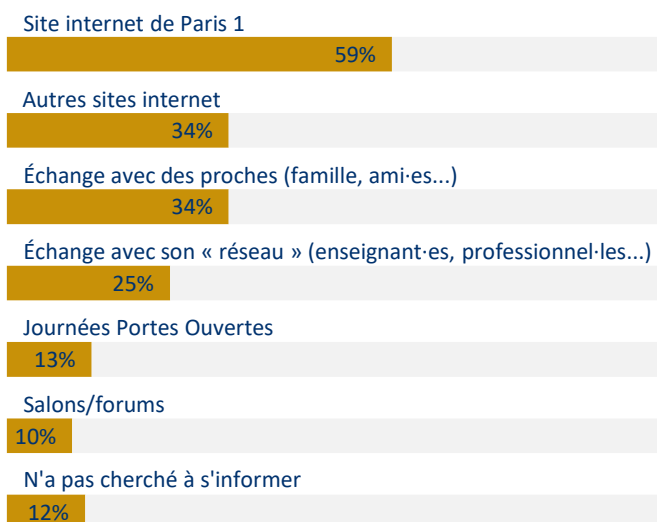 Site internet de Paris 1
59%
Autres sites internet
34%
Échange avec des proches (famille, ami·es...)
34%
Échange avec son « réseau » (enseignant·es, professionnel·les...)
25%
Journées Portes Ouvertes
13%
Salons/forums
10%
N'a pas cherché à s'informer
12%